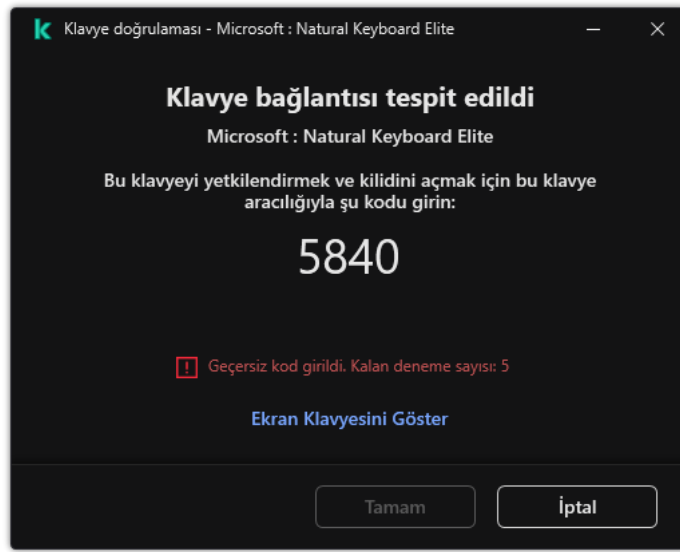 Klavye doğrulaması - Microsoft : Natural Keyboard Elite
Klavye bağlantısı tespit edildi
Microsoft : Natural Keyboard Elite
Bu klavyeyi yetkilendirmek ve kilidini açmak için bu klavye
aracılığıyla şu kodu girin:
5840
Geçersiz kod girildi. Kalan deneme sayısı: 5
Ekran Klavyesini Göster
Tamam
İptal